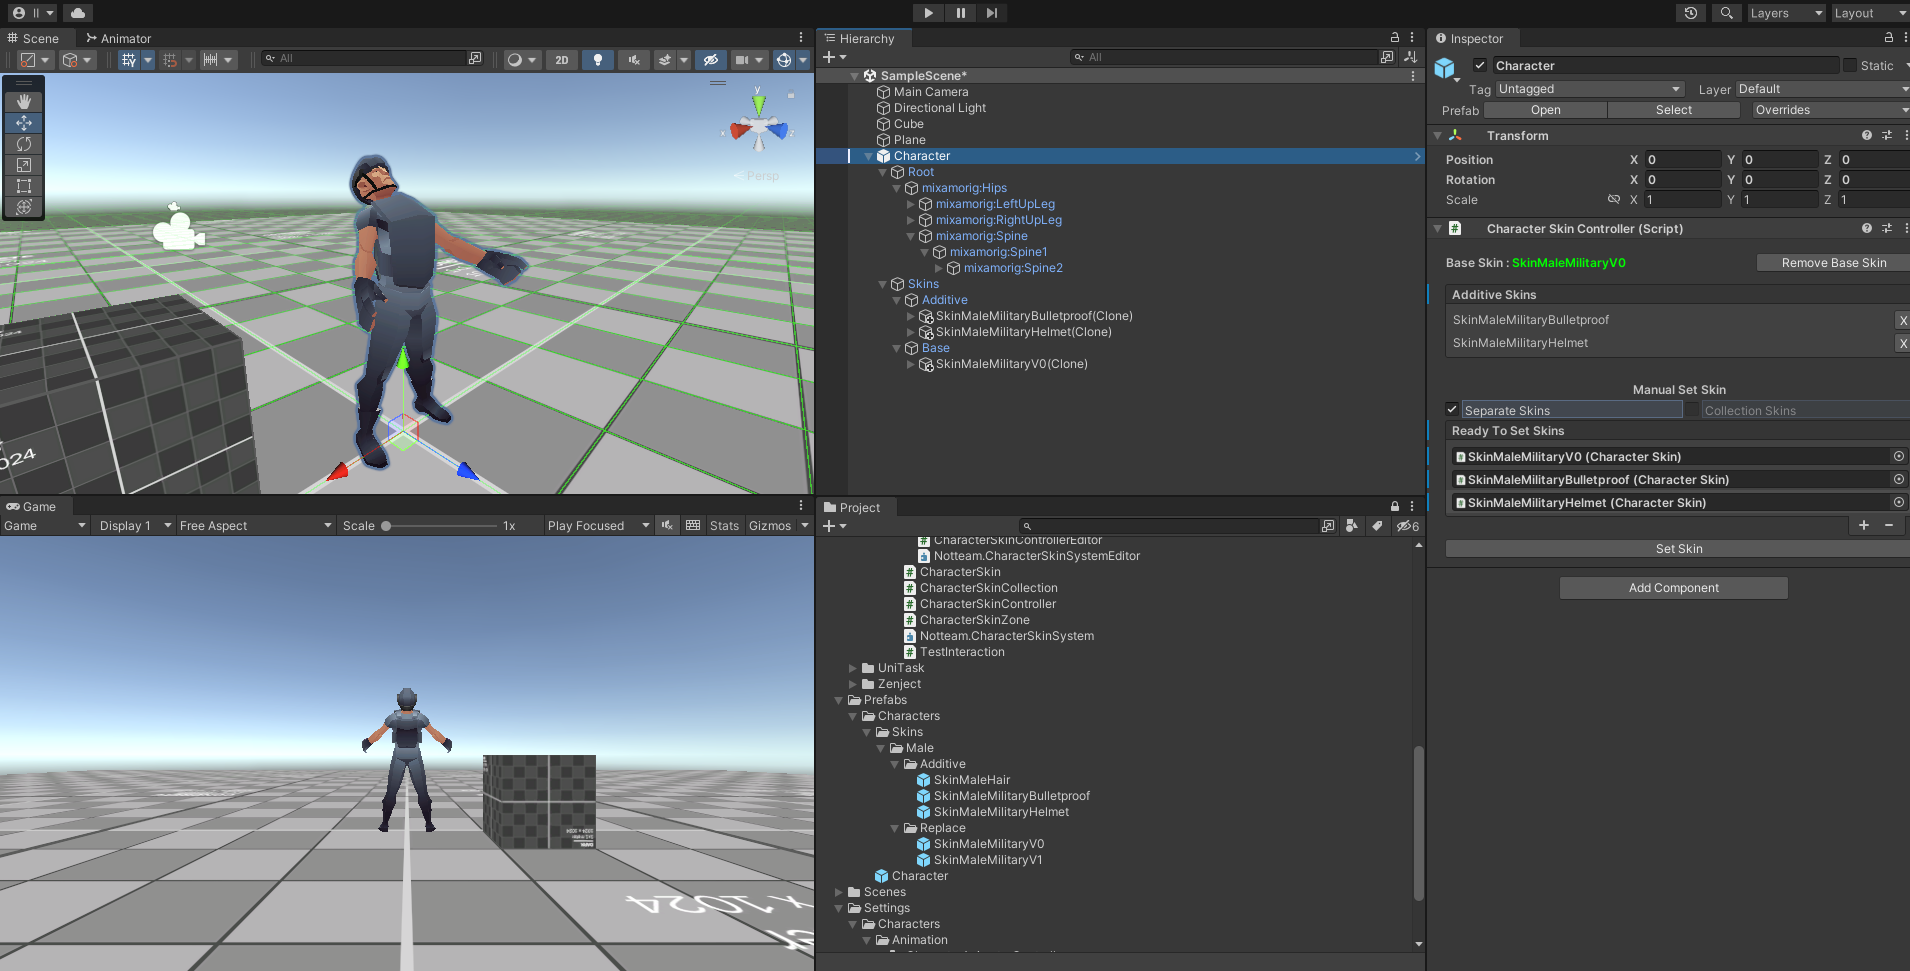 Layers
Layout
Scene
Animator
All
2D
y
x
z
Persp
1024
Game
Game
Display 1
Free Aspect
Scale
1x
Play Focused
Stats
Gizmos
Hierarchy
All
SampleScene*
Main Camera
Directional Light
Cube
Plane
Character
Root
mixamorig:Hips
mixamorig:LeftUpLeg
mixamorig:RightUpLeg
mixamorig:Spine
mixamorig:Spine1
mixamorig:Spine2
Skins
Additive
SkinMaleMilitaryBulletproof(Clone)
SkinMaleMilitaryHelmet(Clone)
Base
SkinMaleMilitaryV0(Clone)
Project
6
CharacterSkinControllerEditor
Notteam.CharacterSkinSystemEditor
CharacterSkin
CharacterSkinCollection
CharacterSkinController
CharacterSkinZone
Notteam.CharacterSkinSystem
TestInteraction
UniTask
Zenject
Prefabs
Characters
Skins
Male
Additive
SkinMaleHair
SkinMaleMilitaryBulletproof
SkinMaleMilitaryHelmet
Replace
SkinMaleMilitaryV0
SkinMaleMilitaryV1
Character
Scenes
Settings
Characters
Animation
Inspector
Character
Static
Tag Untagged Layer Default
Prefab Open Select Overrides
Transform
Position X 0 Y 0 Z 0
Rotation X 0 Y 0 Z 0
Scale X 1 Y 1 Z 1
Character Skin Controller (Script)
Base Skin : SkinMaleMilitaryV0 Remove Base Skin
Additive Skins
SkinMaleMilitaryBulletproof X
SkinMaleMilitaryHelmet X
Manual Set Skin
Separate Skins Collection Skins
Ready To Set Skins
SkinMaleMilitaryV0 (Character Skin)
SkinMaleMilitaryBulletproof (Character Skin)
SkinMaleMilitaryHelmet (Character Skin)
Set Skin
Add Component